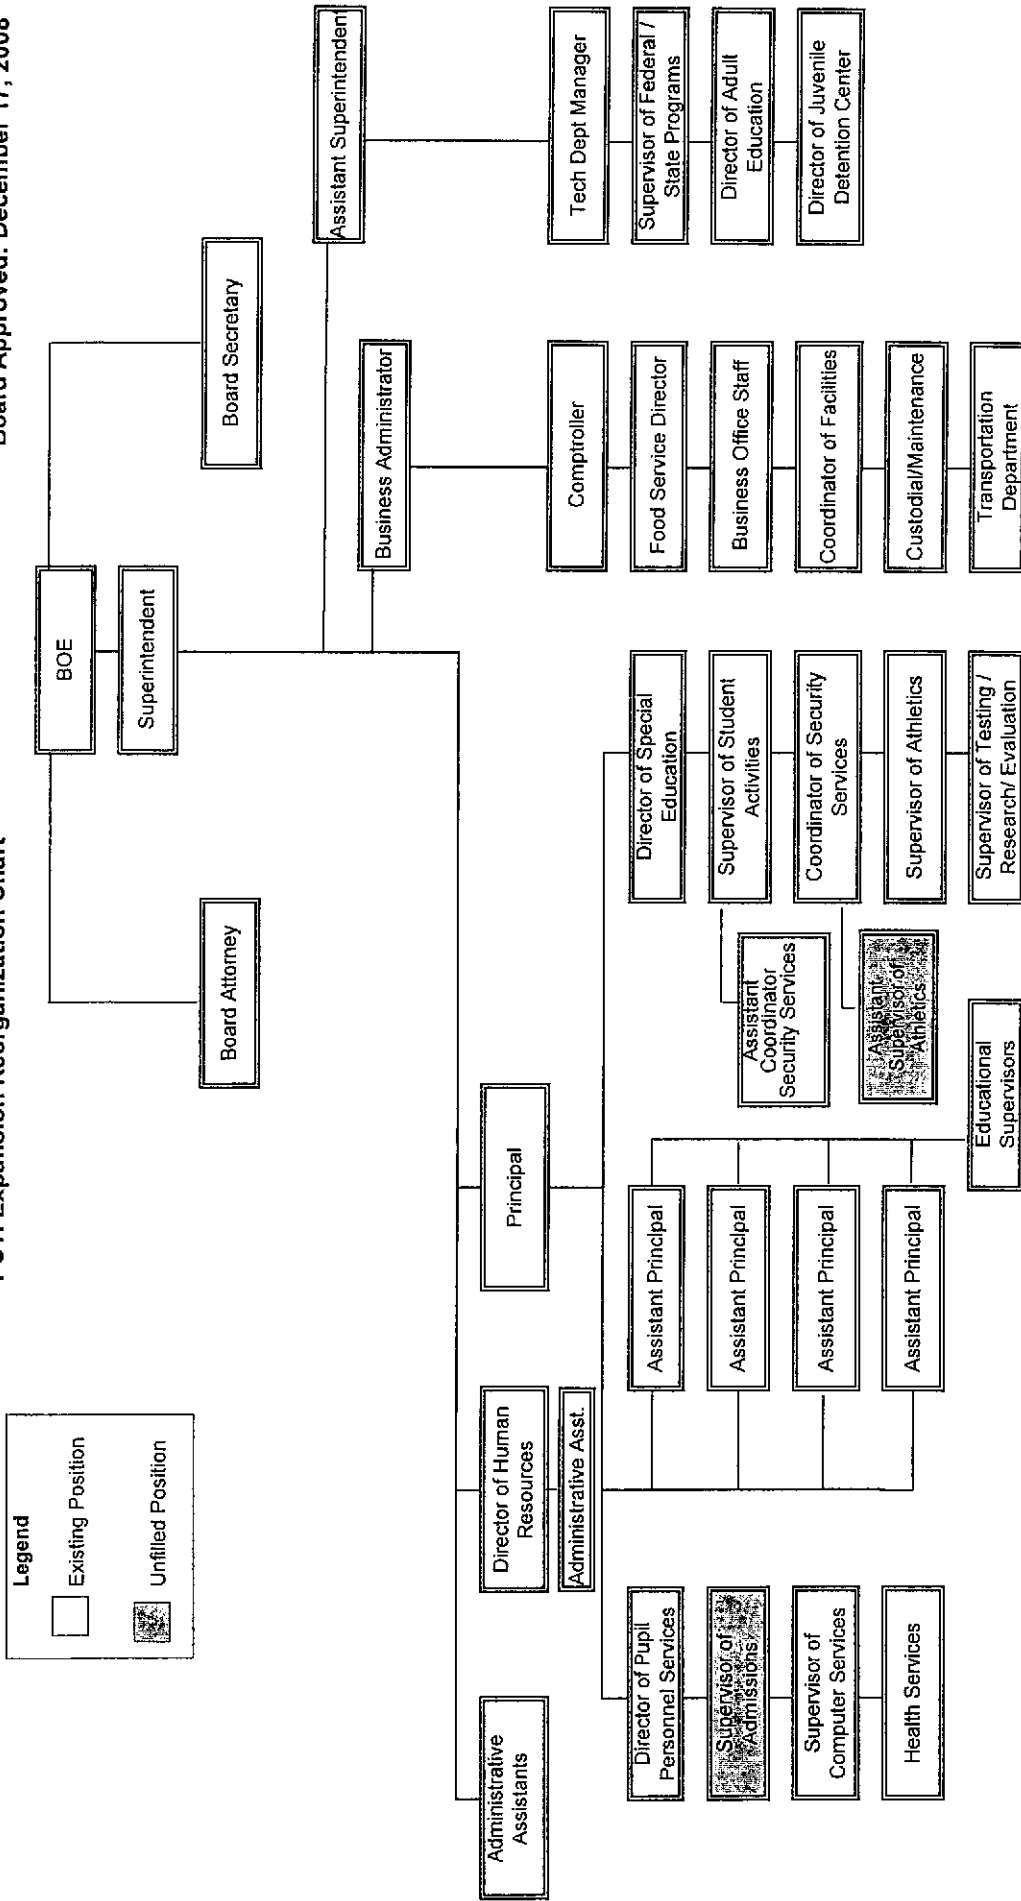 PCTI Expansion Reorganization Chart
Board Approved: December 17, 2008
Legend
Existing Position
Unfilled Position
BOE
Superintendent
Board Attorney
Board Secretary
Assistant Superintendent
Business Administrator
Administrative
Assistants
Director of Human
Resources
Administrative Asst.
Principal
Director of Pupil
Personnel Services
Supervisor of
Admissions
Supervisor of
Computer Services
Health Services
Assistant Principal
Assistant Principal
Assistant Principal
Assistant Principal
Educational
Supervisors
Assistant
Coordinator
Security Services
Assistant
Supervisor of
Athletics
Director of Special
Education
Supervisor of Student
Activities
Coordinator of Security
Services
Supervisor of Athletics
Supervisor of Testing /
Research/ Evaluation
Comptroller
Food Service Director
Business Office Staff
Coordinator of Facilities
Custodial/Maintenance
Transportation
Department
Tech Dept Manager
Supervisor of Federal /
State Programs
Director of Adult
Education
Director of Juvenile
Detention Center